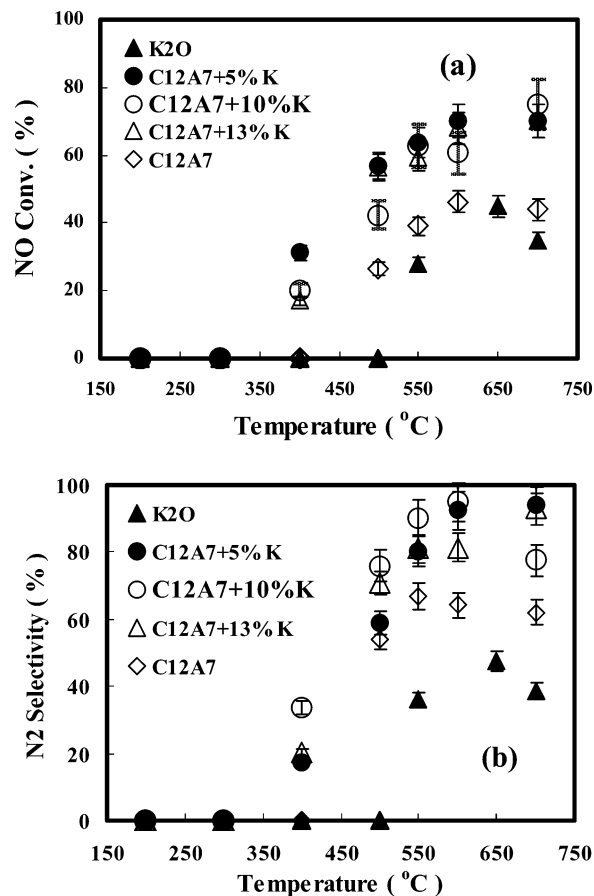 100
80
60
40
20
0
NO Conv. ( % )
K2O
C12A7+5% K
C12A7+10%K
C12A7+13% K
C12A7
(a)
150 250 350 450 550 650 750
Temperature ( °C )
100
80
60
40
20
0
N2 Selectivity ( % )
K2O
C12A7+5%K
C12A7+10%K
C12A7+13% K
C12A7
(b)
150 250 350 450 550 650 750
Temperature ( °C )